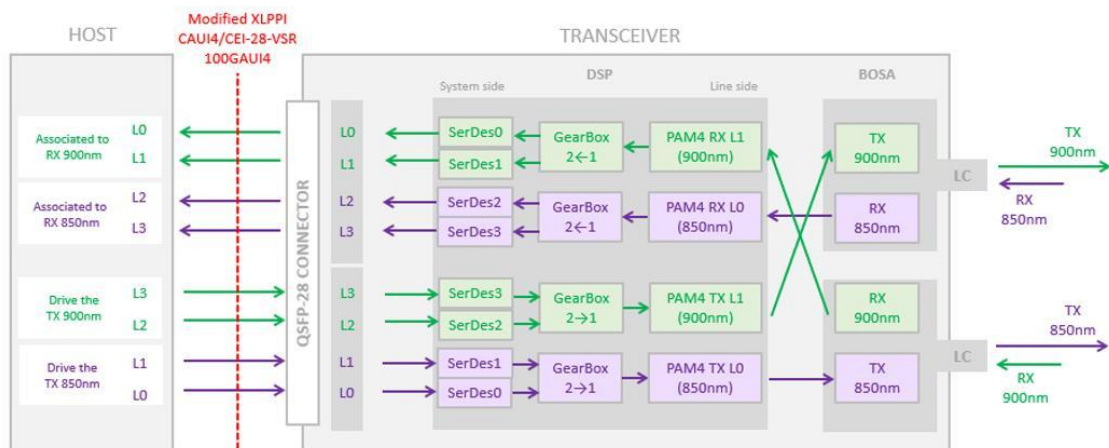 HOST
Modified XLPPI
CAUI4/CEI-28-VSR
100GAUI4
TRANSCEIVER
DSP
BOSA
System side
Line side
Associated to
RX 900nm
L0
L1
Associated to
RX 850nm
L2
L3
Drive the
TX 900nm
L3
L2
Drive the
TX 850nm
L1
L0
QSFP-28 CONNECTOR
L0
L1
L2
L3
L3
L2
L1
L0
SerDes0
SerDes1
GearBox
2←1
PAM4 RX L1
(900nm)
SerDes2
SerDes3
GearBox
2←1
PAM4 RX L0
(850nm)
SerDes3
SerDes2
GearBox
2→1
PAM4 TX L1
(900nm)
SerDes1
SerDes0
GearBox
2→1
PAM4 TX L0
(850nm)
TX
900nm
RX
850nm
RX
900nm
TX
850nm
LC
TX
900nm
RX
850nm
LC
TX
850nm
RX
900nm